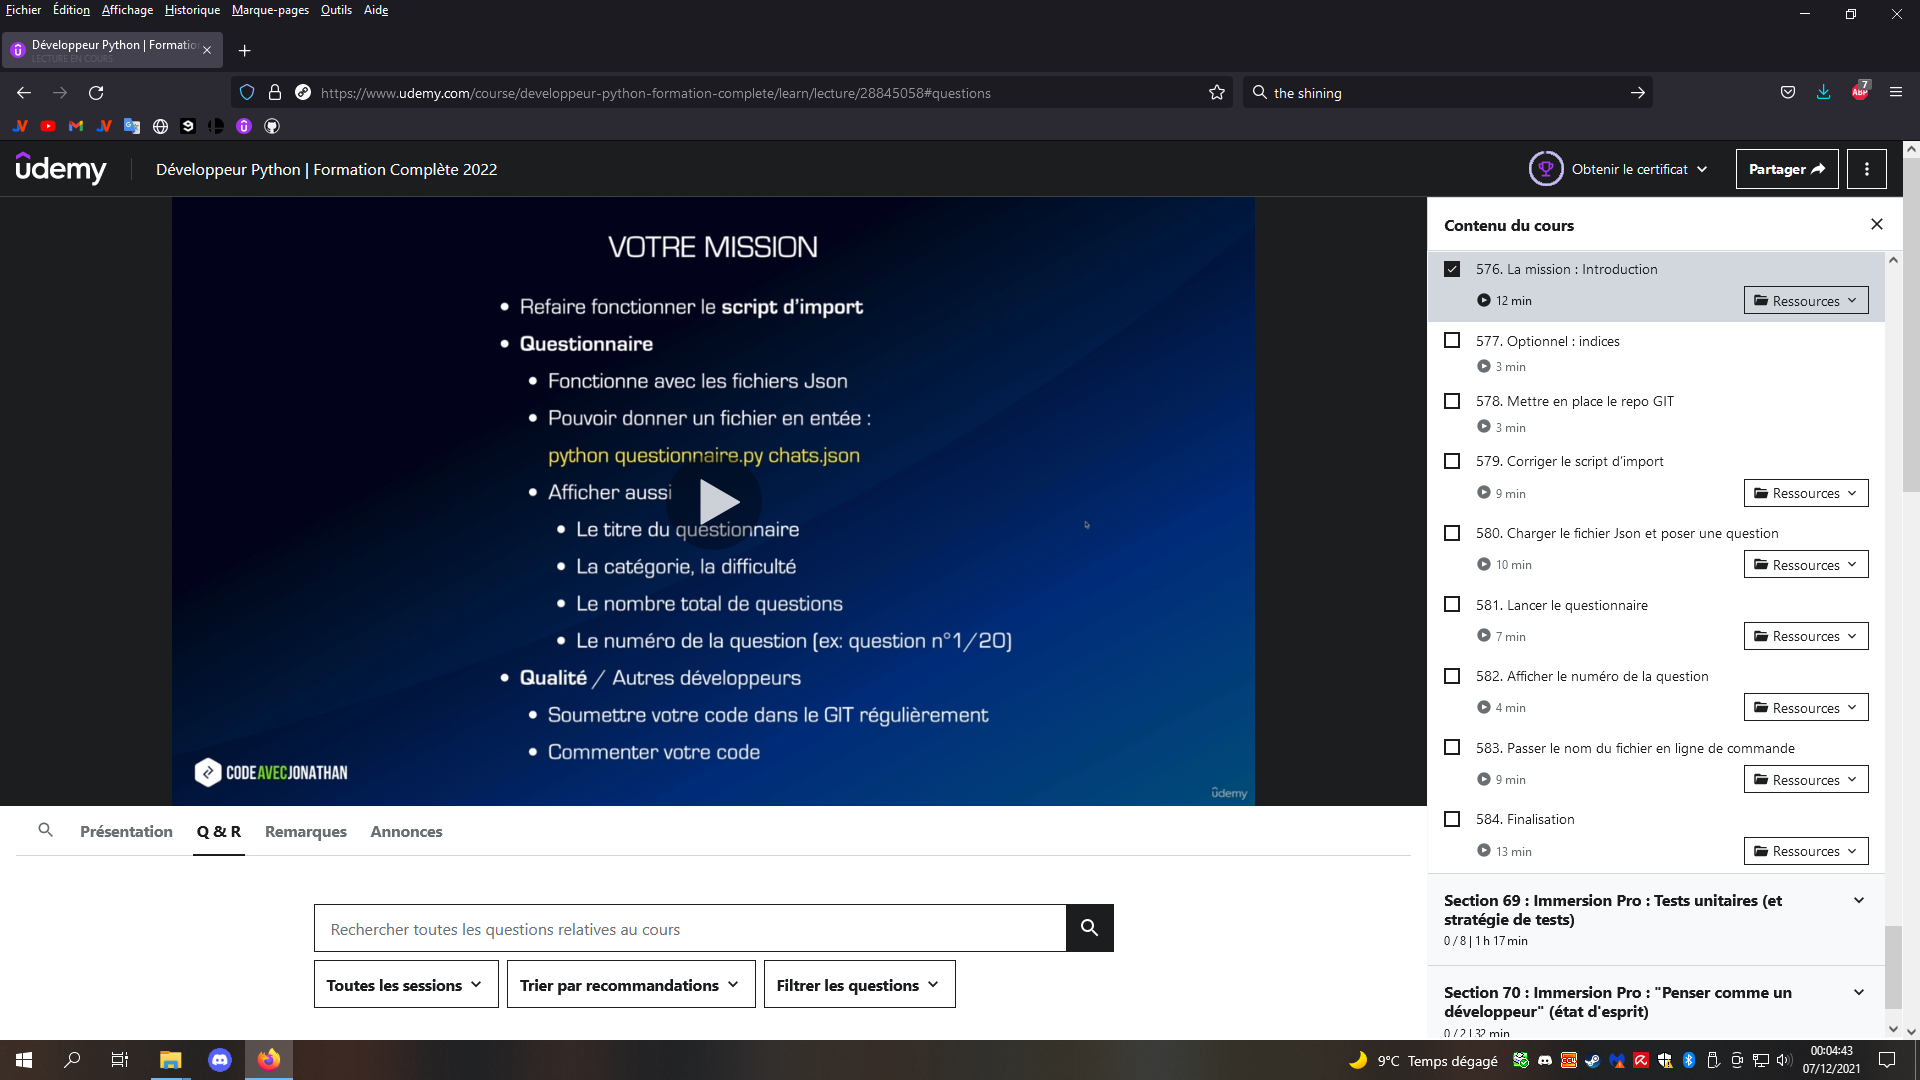 Fichier Édition Affichage Historique Marque-pages Outils Aide
Développeur Python | Formatio
LECTURE EN COURS
https://www.udemy.com/course/developpeur-python-formation-complete/learn/lecture/28845058#questions
the shining
7
ABP
udemy
Développeur Python | Formation Complète 2022
Obtenir le certificat
Partager
VOTRE MISSION
• Refaire fonctionner le script d'import
• Questionnaire
• Fonctionne avec les fichiers Json
• Pouvoir donner un fichier en entée :
python questionnaire.py chats.json
• Afficher aussi
• Le titre du questionnaire
• La catégorie, la difficulté
• Le nombre total de questions
• Le numéro de la question (ex: question n°1/20)
• Qualité / Autres développeurs
• Soumettre votre code dans le GIT régulièrement
• Commenter votre code
CODEAVECJONATHAN
udemy
Contenu du cours
576. La mission : Introduction
12 min
Ressources
577. Optionnel : indices
3 min
578. Mettre en place le repo GIT
3 min
579. Corriger le script d'import
9 min
Ressources
580. Charger le fichier Json et poser une question
10 min
Ressources
581. Lancer le questionnaire
7 min
Ressources
582. Afficher le numéro de la question
4 min
Ressources
583. Passer le nom du fichier en ligne de commande
9 min
Ressources
584. Finalisation
13 min
Ressources
Section 69 : Immersion Pro : Tests unitaires (et
stratégie de tests)
0 / 8 | 1 h 17 min
Section 70 : Immersion Pro : "Penser comme un
développeur" (état d'esprit)
0 / 2 | 32 min
Présentation Q & R Remarques Annonces
Rechercher toutes les questions relatives au cours
Toutes les sessions
Trier par recommandations
Filtrer les questions
9°C Temps dégagé
00:04:43
07/12/2021